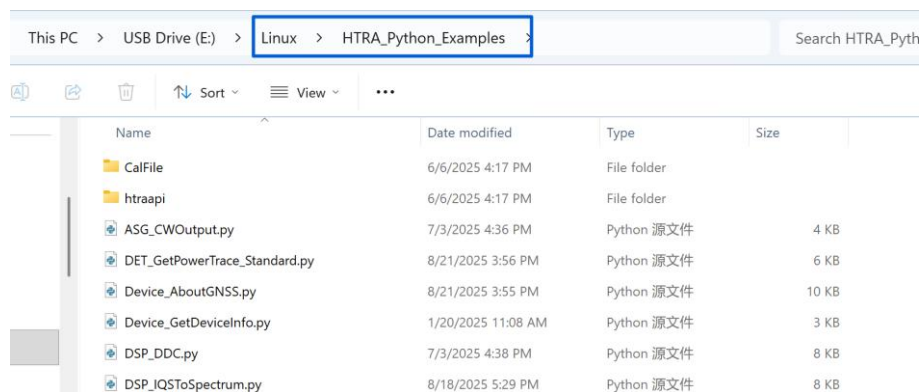 This PC > USB Drive (E:) > Linux > HTRA_Python_Examples >
Search HTRA_Pyth
Sort View ...
Name Date modified Type Size
CalFile 6/6/2025 4:17 PM File folder
htraapi 6/6/2025 4:17 PM File folder
ASG_CWOutput.py 7/3/2025 4:36 PM Python 源文件 4 KB
DET_GetPowerTrace_Standard.py 8/21/2025 3:56 PM Python 源文件 6 KB
Device_AboutGNSS.py 8/21/2025 3:55 PM Python 源文件 10 KB
Device_GetDeviceInfo.py 1/20/2025 11:08 AM Python 源文件 3 KB
DSP_DDC.py 7/3/2025 4:38 PM Python 源文件 8 KB
DSP_IQSToSpectrum.py 8/18/2025 5:29 PM Python 源文件 8 KB